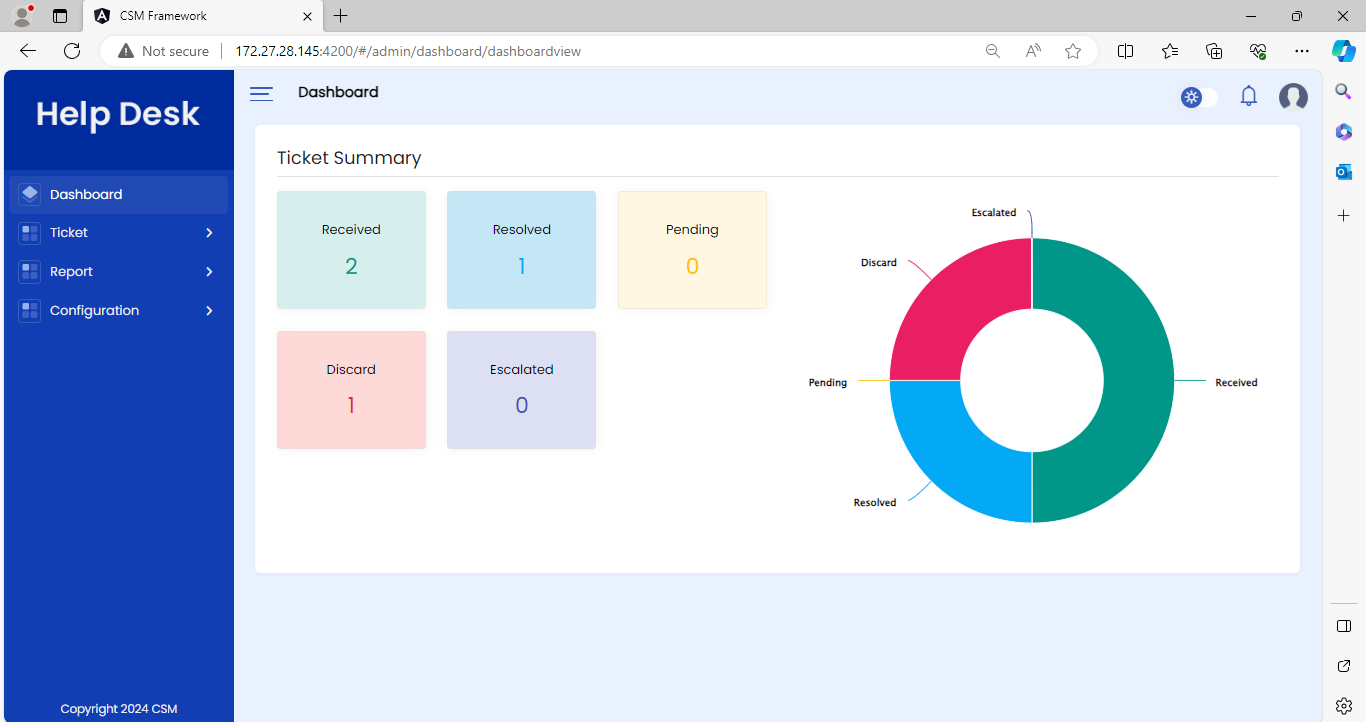 CSM Framework
Not secure
172.27.28.145:4200/#/admin/dashboard/dashboardview
Help Desk
Dashboard
Dashboard
Ticket
Report
Configuration
Copyright 2024 CSM
Ticket Summary
Received
2
Resolved
1
Pending
0
Discard
1
Escalated
0
Escalated
Discard
Pending
Received
Resolved